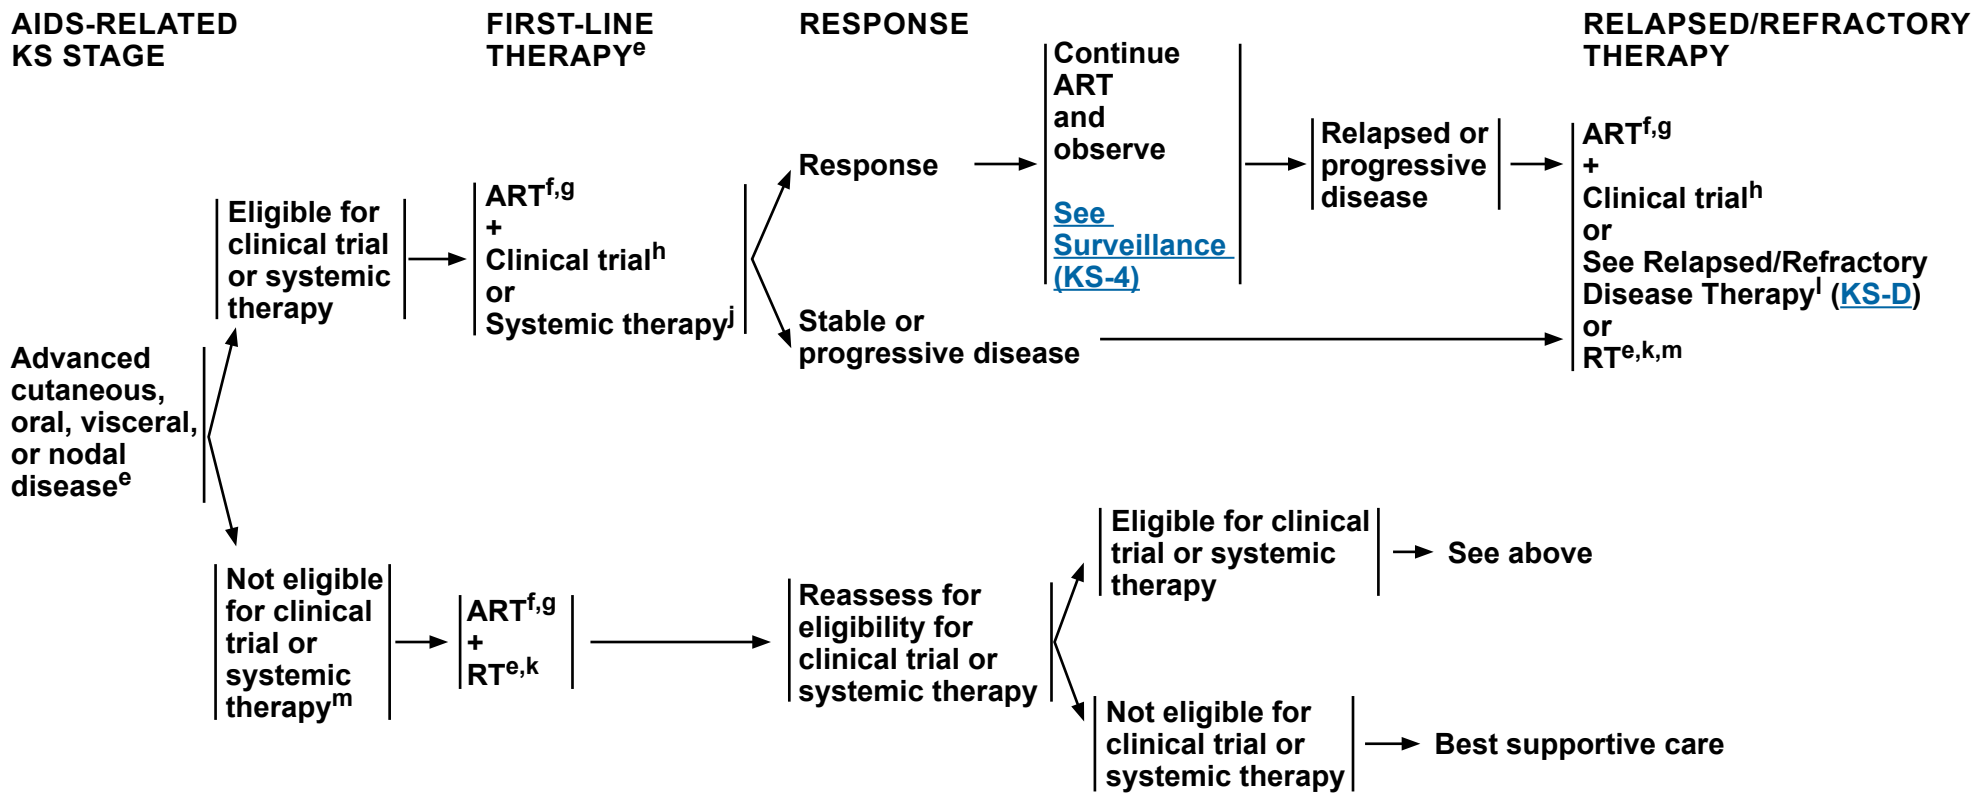 AIDS-RELATED
KS STAGE
FIRST-LINE
THERAPYe
RESPONSE
RELAPSED/REFRACTORY
THERAPY
Advanced
cutaneous,
oral, visceral,
or nodal
diseasee
Eligible for
clinical trial
or systemic
therapy
ARTf,g
+
Clinical trialh
or
Systemic therapyj
Response
Continue
ART
and
observe
See
Surveillance
(KS-4)
Relapsed or
progressive
disease
Stable or
progressive disease
ARTf,g
+
Clinical trialh
or
See Relapsed/Refractory
Disease Therapyl (KS-D)
or
RTe,k,m
Not eligible
for clinical
trial or
systemic
therapym
ARTf,g
+
RTe,k
Reassess for
eligibility for
clinical trial or
systemic therapy
Eligible for clinical
trial or systemic
therapy
See above
Not eligible for
clinical trial or
systemic therapy
Best supportive care